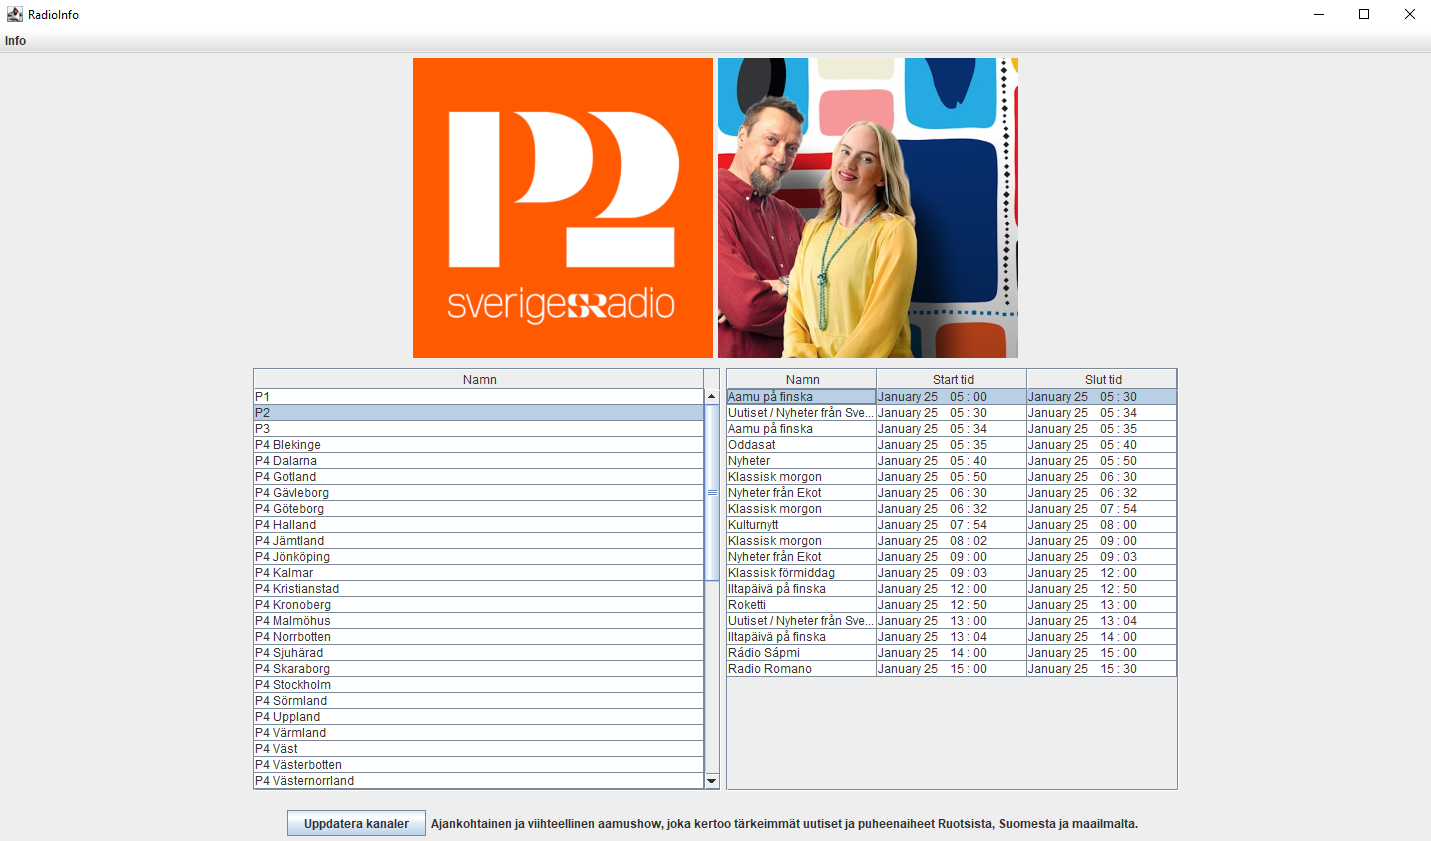 RadioInfo
Info
P2
sverigesRadio
Namn
P1
P2
P3
P4 Blekinge
P4 Dalarna
P4 Gotland
P4 Gävleborg
P4 Göteborg
P4 Halland
P4 Jämtland
P4 Jönköping
P4 Kalmar
P4 Kristianstad
P4 Kronoberg
P4 Malmöhus
P4 Norrbotten
P4 Sjuhärad
P4 Skaraborg
P4 Stockholm
P4 Sörmland
P4 Uppland
P4 Värmland
P4 Väst
P4 Västerbotten
P4 Västernorrland
Namn Start tid Slut tid
Aamu på finska January 25 05 : 00 January 25 05 : 30
Uutiset / Nyheter från Sve... January 25 05 : 30 January 25 05 : 34
Aamu på finska January 25 05 : 34 January 25 05 : 35
Oddasat January 25 05 : 35 January 25 05 : 40
Nyheter January 25 05 : 40 January 25 05 : 50
Klassisk morgon January 25 05 : 50 January 25 06 : 30
Nyheter från Ekot January 25 06 : 30 January 25 06 : 32
Klassisk morgon January 25 06 : 32 January 25 07 : 54
Kulturnytt January 25 07 : 54 January 25 08 : 00
Klassisk morgon January 25 08 : 02 January 25 09 : 00
Nyheter från Ekot January 25 09 : 00 January 25 09 : 03
Klassisk förmiddag January 25 09 : 03 January 25 12 : 00
Iltapäivä på finska January 25 12 : 00 January 25 12 : 50
Roketti January 25 12 : 50 January 25 13 : 00
Uutiset / Nyheter från Sve... January 25 13 : 00 January 25 13 : 04
Iltapäivä på finska January 25 13 : 04 January 25 14 : 00
Rádio Sápmi January 25 14 : 00 January 25 15 : 00
Radio Romano January 25 15 : 00 January 25 15 : 30
Uppdatera kanaler
Ajankohtainen ja viihteellinen aamushow, joka kertoo tärkeimmät uutiset ja puheenaiheet Ruotsista, Suomesta ja maailmalta.